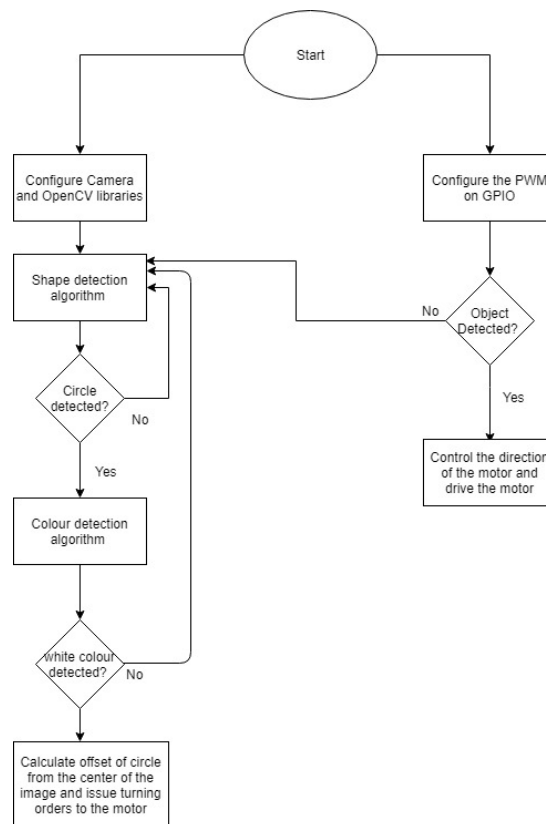 Start
Configure Camera
and OpenCV libraries
Configure the PWM
on GPIO
Shape detection
algorithm
No
Object
Detected?
Circle
detected?
No
Yes
Yes
Control the direction
of the motor and
drive the motor
Colour detection
algorithm
white colour
detected?
No
Calculate offset of circle
from the center of the
image and issue turning
orders to the motor